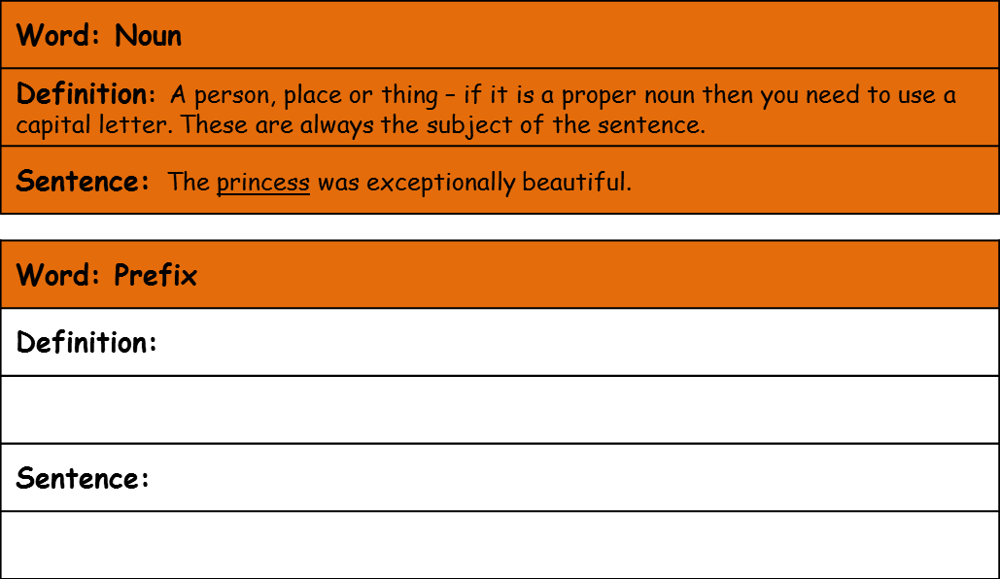 Word: Noun
Definition: A person, place or thing – if it is a proper noun then you need to use a
capital letter. These are always the subject of the sentence.
Sentence: The princess was exceptionally beautiful.
Word: Prefix
Definition:
Sentence: